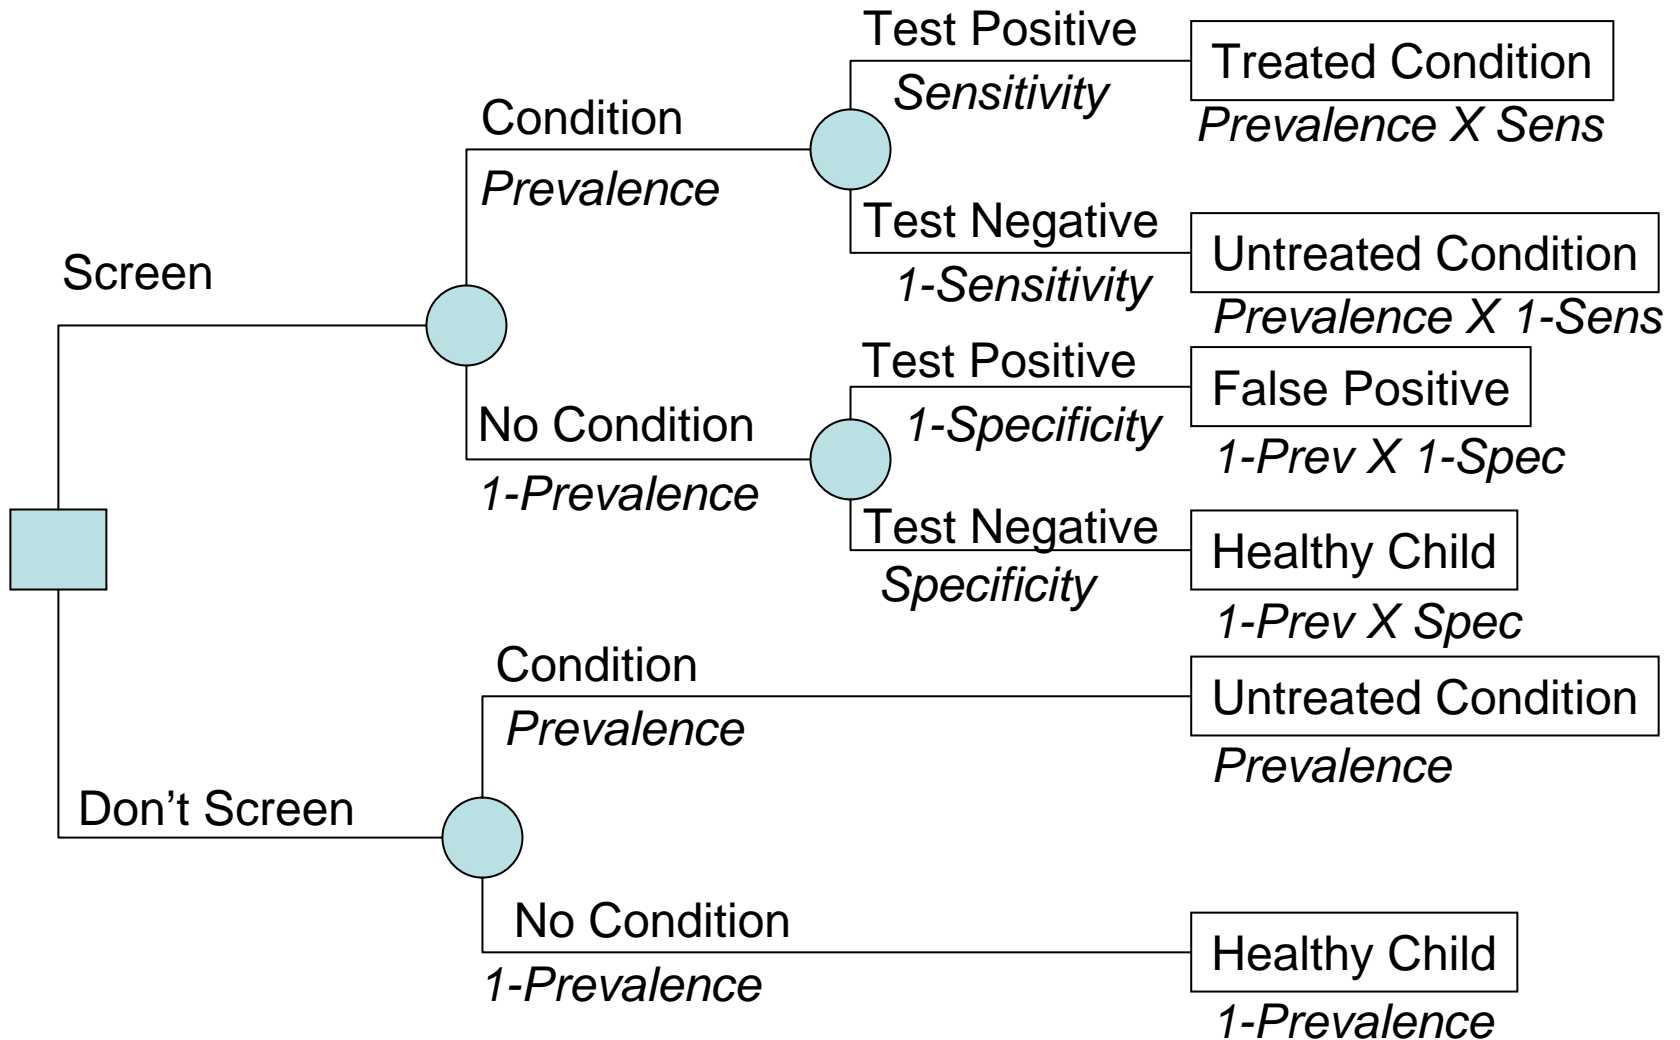 Test Positive
Sensitivity
Treated Condition
Prevalence X Sens
Condition
Prevalence
Test Negative
1-Sensitivity
Untreated Condition
Prevalence X 1-Sens
Screen
Test Positive
1-Specificity
False Positive
1-Prev X 1-Spec
No Condition
1-Prevalence
Test Negative
Specificity
Healthy Child
1-Prev X Spec
Condition
Prevalence
Untreated Condition
Prevalence
Don’t Screen
No Condition
1-Prevalence
Healthy Child
1-Prevalence